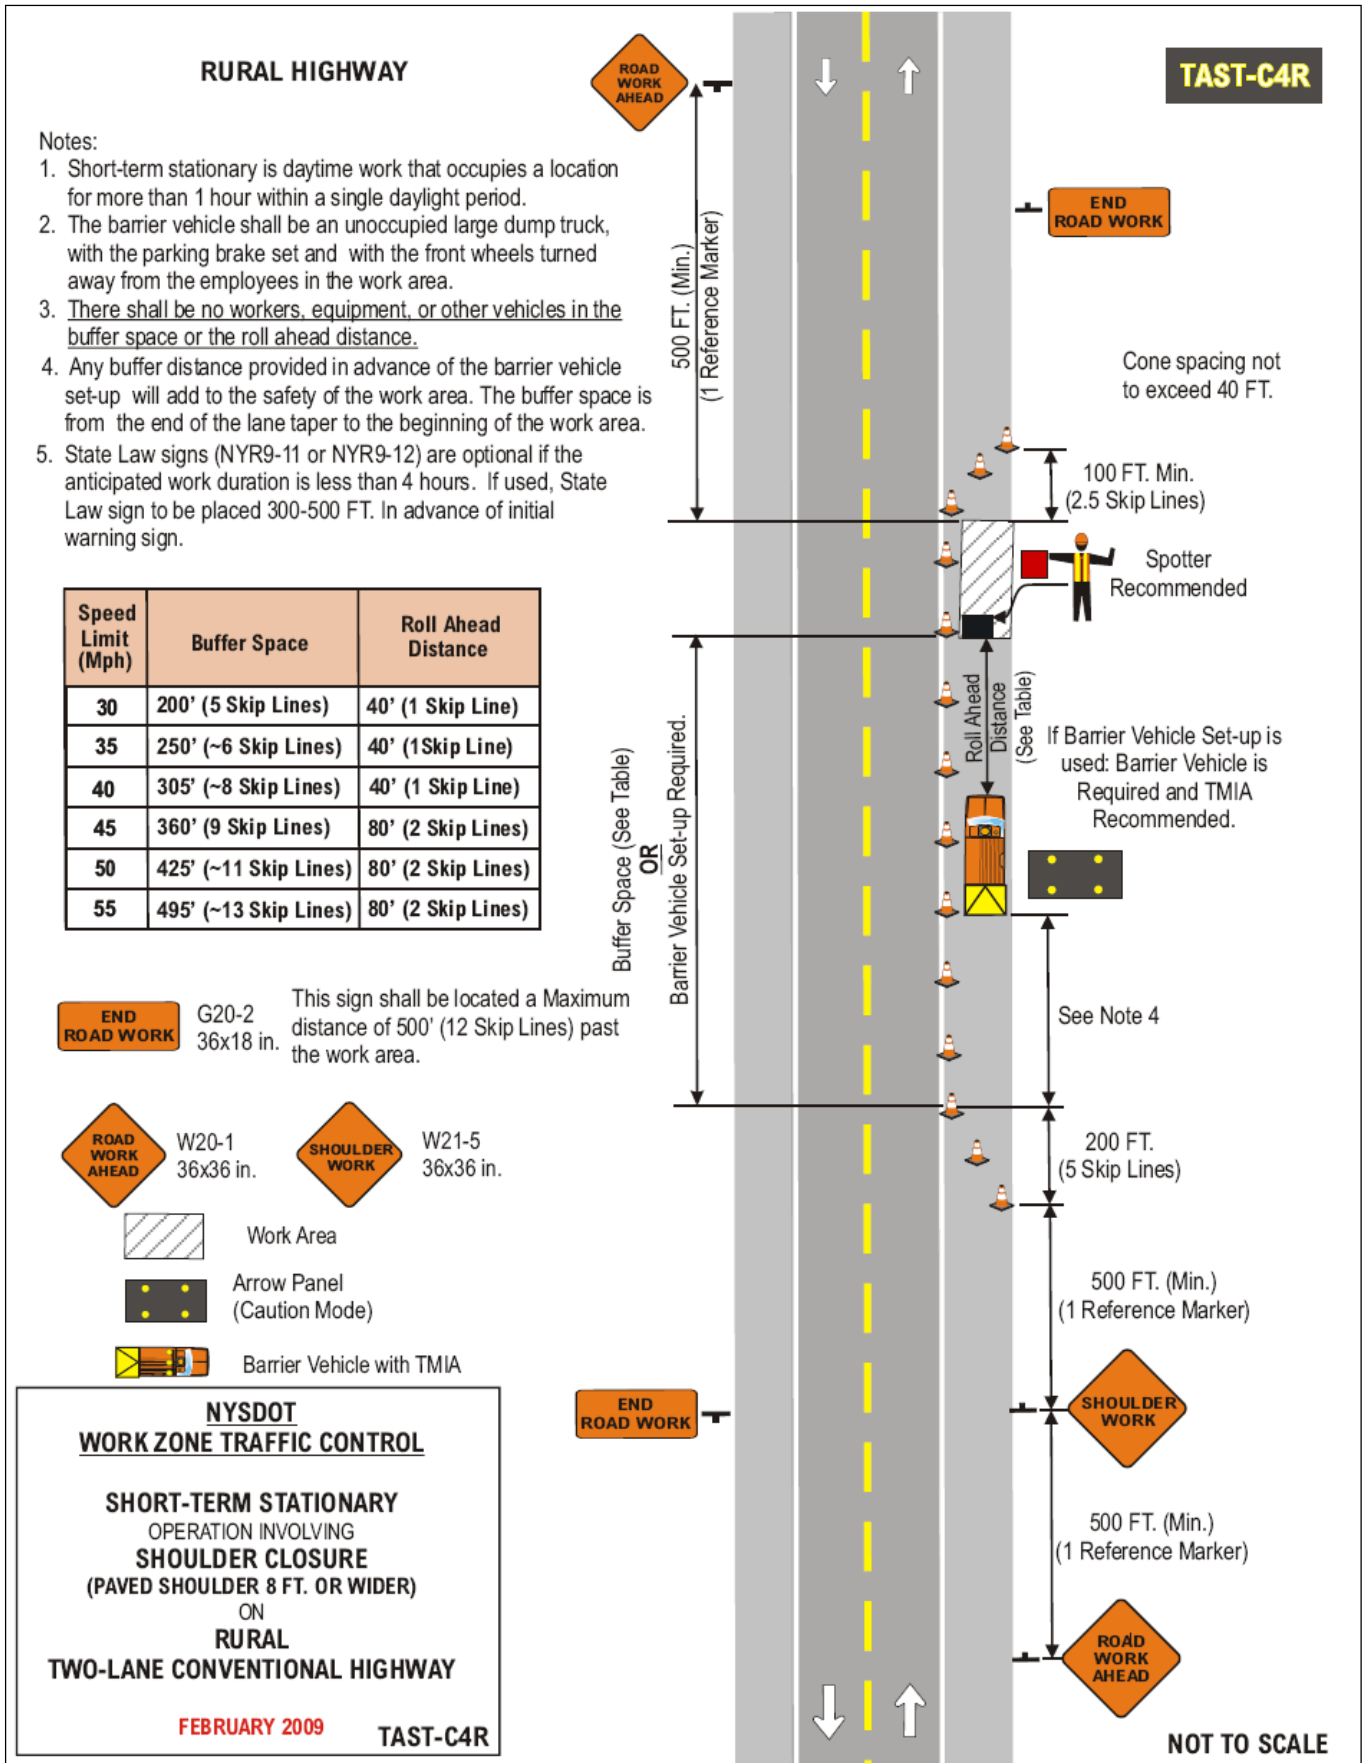 RURAL HIGHWAY
ROAD
WORK
AHEAD
TAST-C4R
Notes:
1. Short-term stationary is daytime work that occupies a location
for more than 1 hour within a single daylight period.
2. The barrier vehicle shall be an unoccupied large dump truck,
with the parking brake set and with the front wheels turned
away from the employees in the work area.
3. There shall be no workers, equipment, or other vehicles in the
buffer space or the roll ahead distance.
4. Any buffer distance provided in advance of the barrier vehicle
set-up will add to the safety of the work area. The buffer space is
from the end of the lane taper to the beginning of the work area.
5. State Law signs (NYR9-11 or NYR9-12) are optional if the
anticipated work duration is less than 4 hours. If used, State
Law sign to be placed 300-500 FT. In advance of initial
warning sign.
500 FT. (Min.)
(1 Reference Marker)
END
ROAD WORK
Cone spacing not
to exceed 40 FT.
100 FT. Min.
(2.5 Skip Lines)
Spotter
Recommended
Speed
Limit
(Mph)
Buffer Space
Roll Ahead
Distance
30 200' (5 Skip Lines) 40' (1 Skip Line)
35 250' (~6 Skip Lines) 40' (1Skip Line)
40 305' (~8 Skip Lines) 40' (1 Skip Line)
45 360' (9 Skip Lines) 80' (2 Skip Lines)
50 425' (~11 Skip Lines) 80' (2 Skip Lines)
55 495' (~13 Skip Lines) 80' (2 Skip Lines)
Buffer Space (See Table)
OR
Barrier Vehicle Set-up Required.
Roll Ahead
Distance
(See Table)
If Barrier Vehicle Set-up is
used: Barrier Vehicle is
Required and TMIA
Recommended.
See Note 4
END
ROAD WORK
G20-2
36x18 in.
This sign shall be located a Maximum
distance of 500' (12 Skip Lines) past
the work area.
ROAD
WORK
AHEAD
W20-1
36x36 in.
SHOULDER
WORK
W21-5
36x36 in.
200 FT.
(5 Skip Lines)
Work Area
Arrow Panel
(Caution Mode)
Barrier Vehicle with TMIA
500 FT. (Min.)
(1 Reference Marker)
END
ROAD WORK
SHOULDER
WORK
500 FT. (Min.)
(1 Reference Marker)
ROAD
WORK
AHEAD
NYSDOT
WORK ZONE TRAFFIC CONTROL
SHORT-TERM STATIONARY
OPERATION INVOLVING
SHOULDER CLOSURE
(PAVED SHOULDER 8 FT. OR WIDER)
ON
RURAL
TWO-LANE CONVENTIONAL HIGHWAY
FEBRUARY 2009
TAST-C4R
NOT TO SCALE